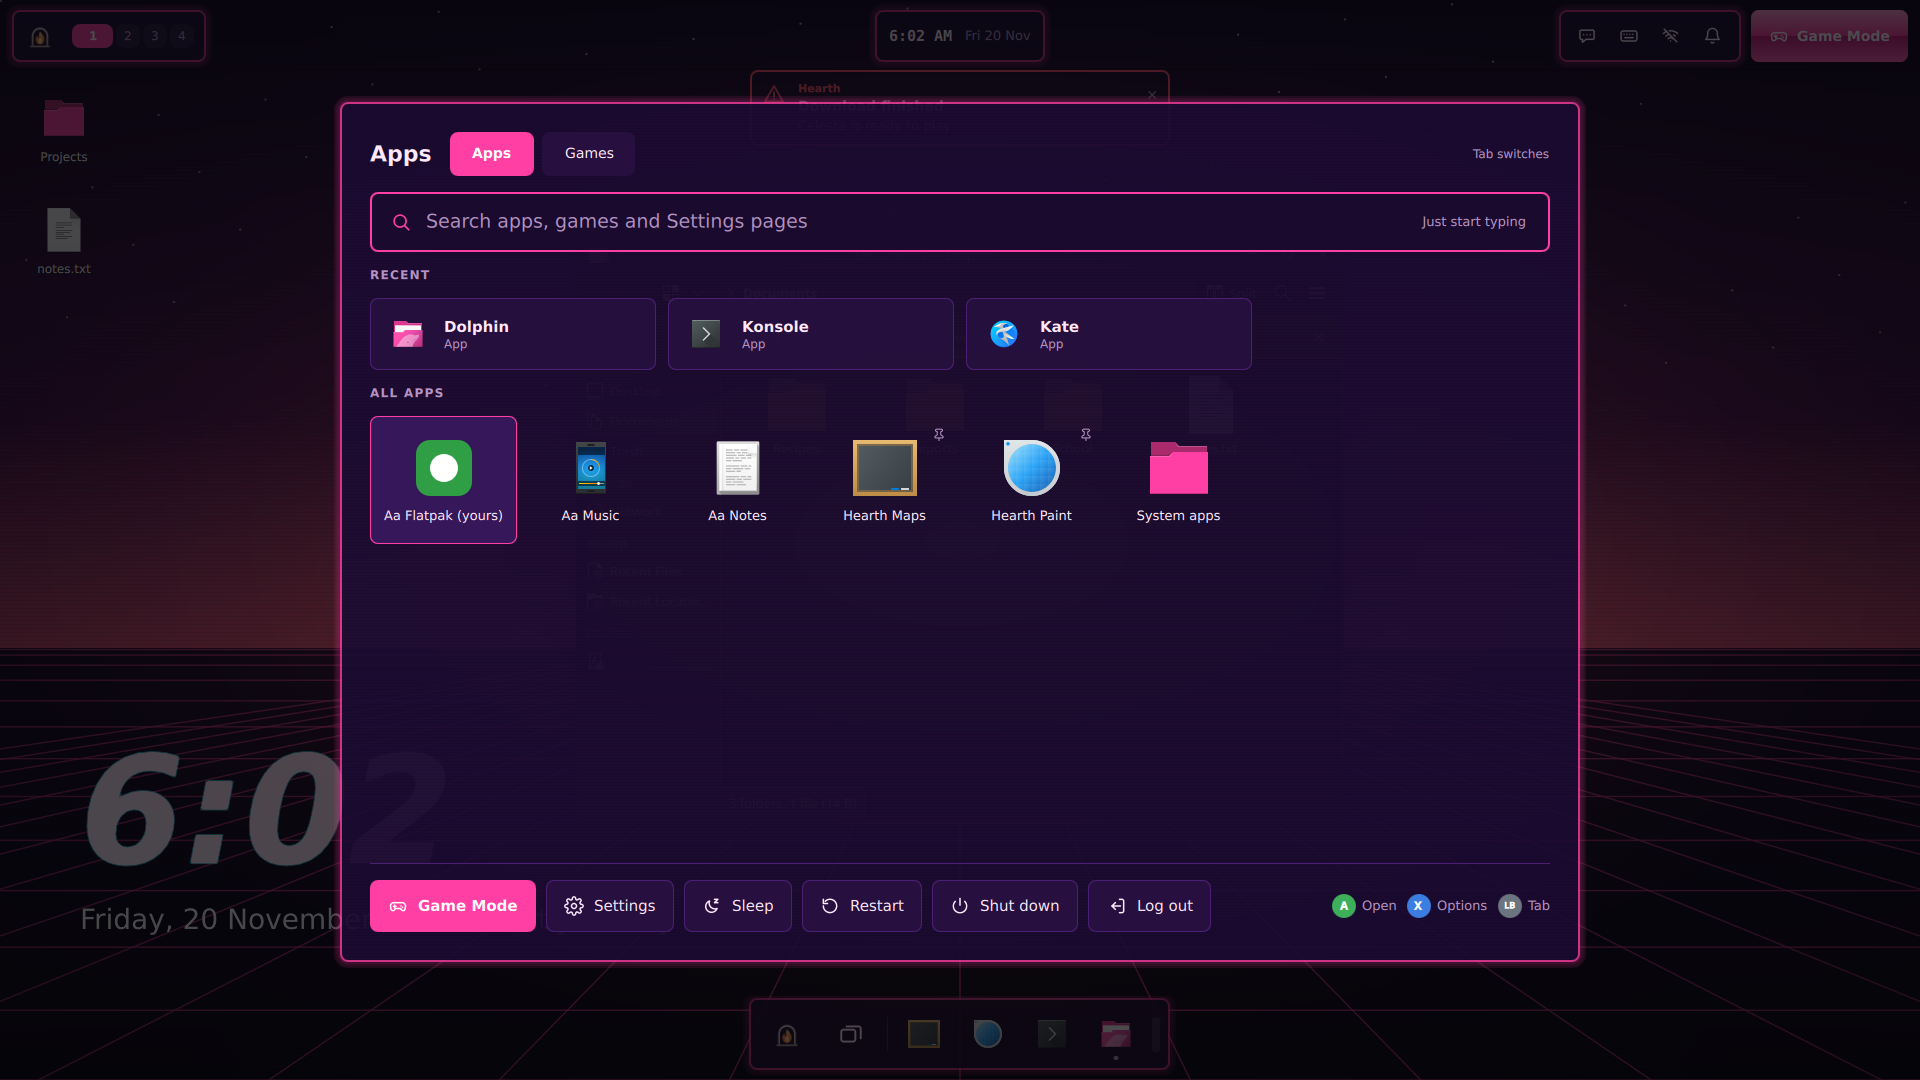 1 2 3 4
6:02 AM Fri 20 Nov
Game Mode
Hearth
Download finished
Projects
notes.txt
Apps
Apps
Games
Tab switches
Search apps, games and Settings pages
Just start typing
RECENT
Dolphin
App
Konsole
App
Kate
App
ALL APPS
Aa Flatpak (yours)
Aa Music
Aa Notes
Hearth Maps
Hearth Paint
System apps
6:02
Friday, 20 November
Game Mode
Settings
Sleep
Restart
Shut down
Log out
A Open
X Options
LB Tab